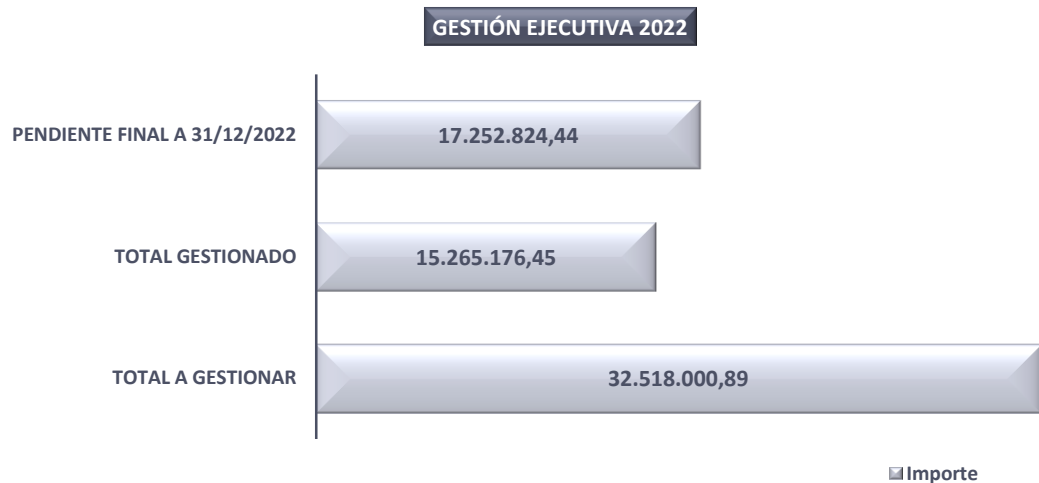 GESTIÓN EJECUTIVA 2022
PENDIENTE FINAL A 31/12/2022
17.252.824,44
TOTAL GESTIONADO
15.265.176,45
TOTAL A GESTIONAR
32.518.000,89
Importe